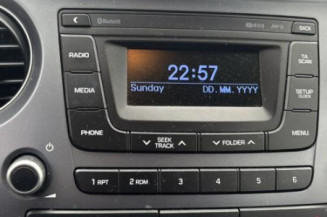 Bluetooth
BACK
RADIO
22:57
TA
SCAN
MEDIA
Sunday DD.MM.YYYY
SETUP
CLOCK
PHONE
SEEK
TRACK
FOLDER
MENU
1 RPT 2 RDM 3 4 5 6